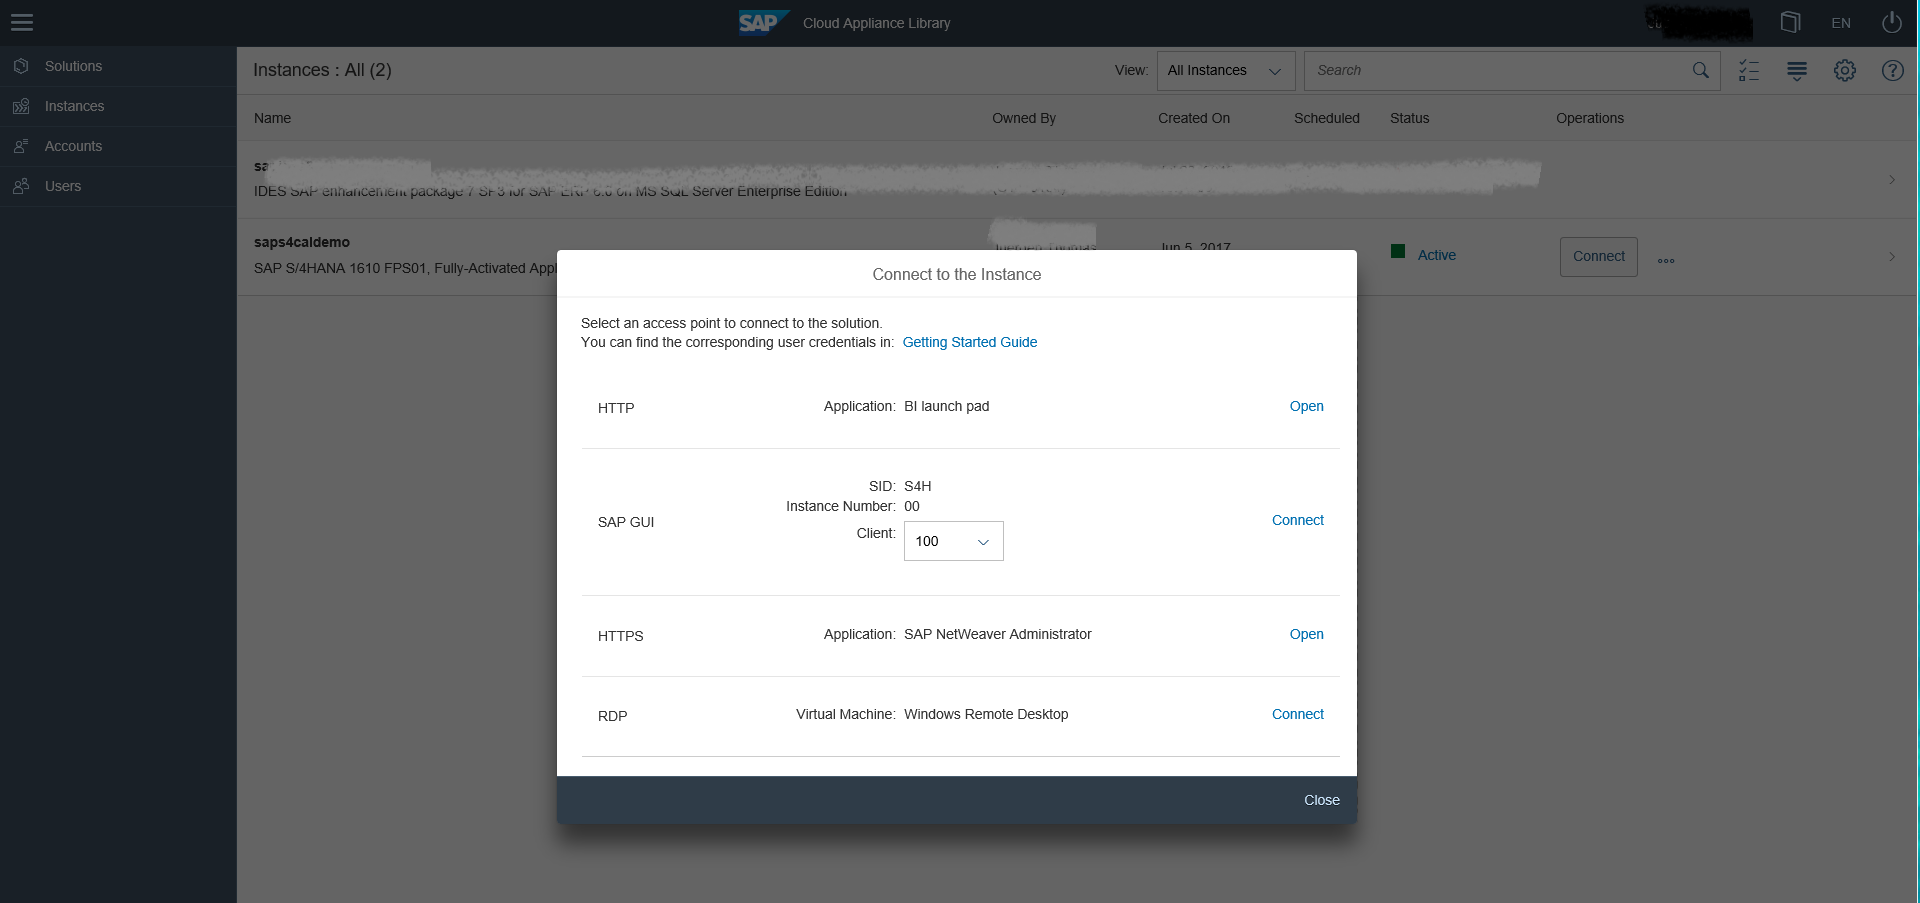 SAP Cloud Appliance Library
EN
Solutions
Instances
Accounts
Users
Instances : All (2)
View: All Instances
Search
Name Owned By Created On Scheduled Status Operations
IDES SAP enhancement package 7 SP3 for SAP ERP 6.0 on MS SQL Server Enterprise Edition
saps4caldemo
Jun 5, 2017
Active
Connect
SAP S/4HANA 1610 FPS01, Fully-Activated Appl
Connect to the Instance
Select an access point to connect to the solution.
You can find the corresponding user credentials in: Getting Started Guide
HTTP Application: BI launch pad Open
SID: S4H
Instance Number: 00
SAP GUI Client: 100 Connect
HTTPS Application: SAP NetWeaver Administrator Open
RDP Virtual Machine: Windows Remote Desktop Connect
Close